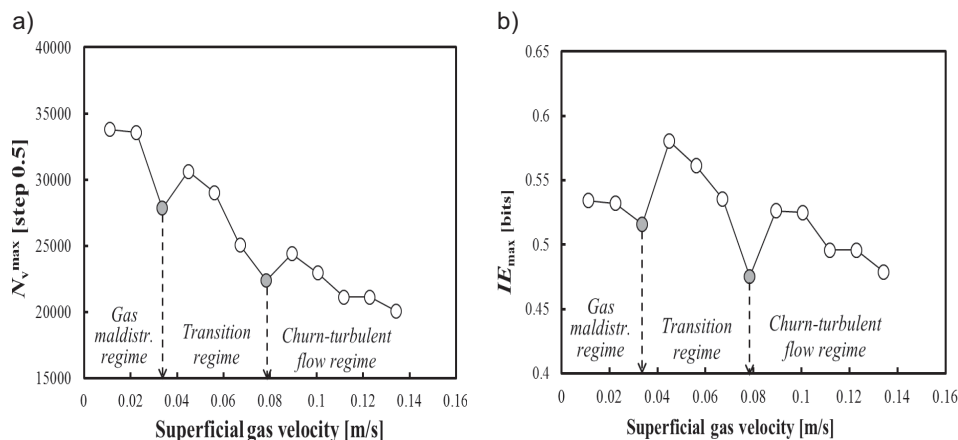 a)
40000
35000
30000
25000
20000
15000
0
0.02
0.04
0.06
0.08
0.1
0.12
0.14
0.16
Nᵥᵐᵃˣ [step 0.5]
Gas
maldistr.
regime
Transition
regime
Churn-turbulent
flow regime
Superficial gas velocity [m/s]
b)
0.65
0.6
0.55
0.5
0.45
0.4
0
0.02
0.04
0.06
0.08
0.1
0.12
0.14
0.16
IEmax [bits]
Gas
maldistr.
regime
Transition
regime
Churn-turbulent
flow regime
Superficial gas velocity [m/s]